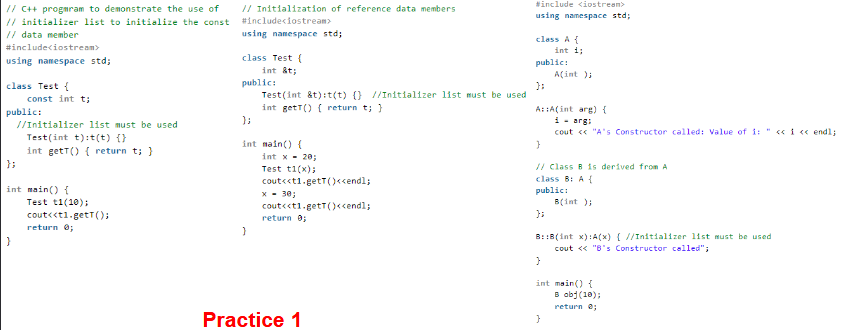 // C++ progmram to demonstrate the use of
// initializer list to initialize the const
// data member
#include<iostream>
using namespace std;

class Test {
    const int t;
public:
  //Initializer list must be used
    Test(int t):t(t) {}
    int getT() { return t; }
};

int main() {
    Test t1(10);
    cout<<t1.getT();
    return 0;
}

// Initialization of reference data members
#include<iostream>
using namespace std;

class Test {
    int &t;
public:
    Test(int &t):t(t) {}  //Initializer list must be used
    int getT() { return t; }
};

int main() {
    int x = 20;
    Test t1(x);
    cout<<t1.getT()<<endl;
    x = 30;
    cout<<t1.getT()<<endl;
    return 0;
}

#include <iostream>
using namespace std;

class A {
    int i;
public:
    A(int );
};

A::A(int arg) {
    i = arg;
    cout << "A's Constructor called: Value of i: " << i << endl;
}

// Class B is derived from A
class B: A {
public:
    B(int );
};

B::B(int x):A(x) { //Initializer list must be used
    cout << "B's Constructor called";
}

int main() {
    B obj(10);
    return 0;
}

Practice 1